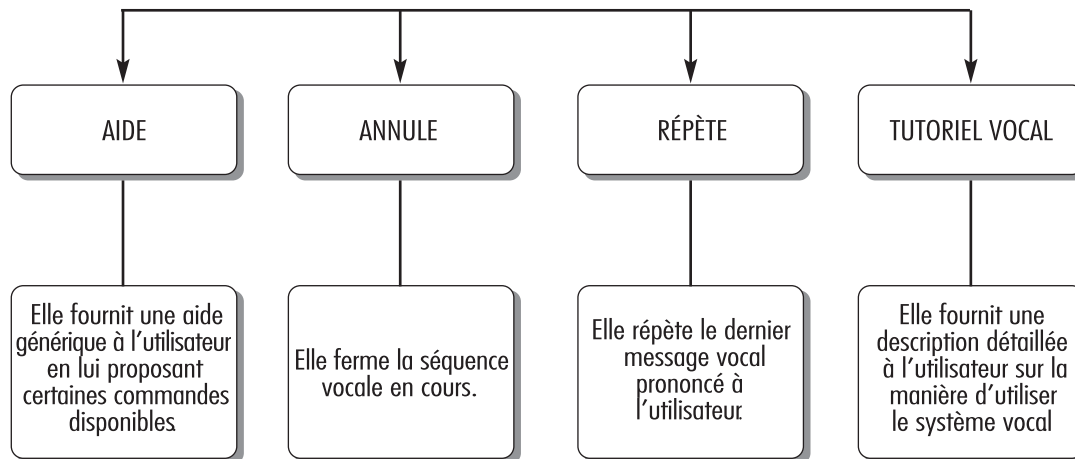 AIDE
ANNULE
RÉPÈTE
TUTORIEL VOCAL
Elle fournit une aide
générique à l'utilisateur
en lui proposant
certaines commandes
disponibles.
Elle ferme la séquence
vocale en cours.
Elle répète le dernier
message vocal
prononcé à
l'utilisateur.
Elle fournit une
description détaillée
à l'utilisateur sur la
manière d'utiliser
le système vocal